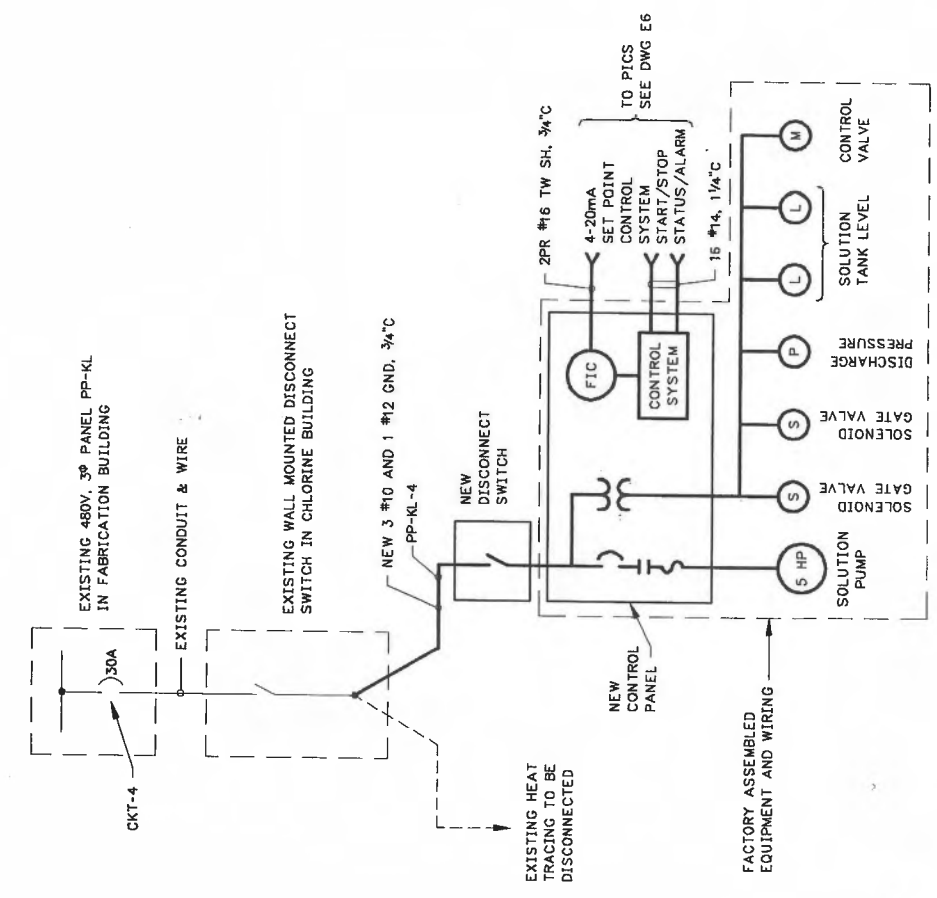 EXISTING 480V, 3Φ PANEL PP-KL
IN FABRICATION BUILDING
30A
CKT-4
EXISTING CONDUIT & WIRE
EXISTING WALL MOUNTED DISCONNECT
SWITCH IN CHLORINE BUILDING
NEW 3 #10 AND 1 #12 GND, 3/4"C
PP-KL-4
EXISTING HEAT
TRACING TO BE
DISCONNECTED
NEW
DISCONNECT
SWITCH
2PR #16 TW SH, 3/4"C
4-20mA
SET POINT
CONTROL
SYSTEM
START/STOP
STATUS/ALARM
TO PICS
SEE DWG E6
16 #14, 1 1/4"C
FIC
CONTROL
SYSTEM
NEW
CONTROL
PANEL
FACTORY ASSEMBLED
EQUIPMENT AND WIRING
5 HP
SOLUTION
PUMP
S
SOLENOID
GATE VALVE
S
SOLENOID
GATE VALVE
P
DISCHARGE
PRESSURE
L
L
SOLUTION
TANK LEVEL
M
CONTROL
VALVE